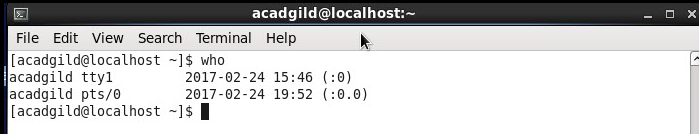 acadgild@localhost:~
File Edit View Search Terminal Help
[acadgild@localhost ~]$ who
acadgild tty1         2017-02-24 15:46 (:0)
acadgild pts/0        2017-02-24 19:52 (:0.0)
[acadgild@localhost ~]$